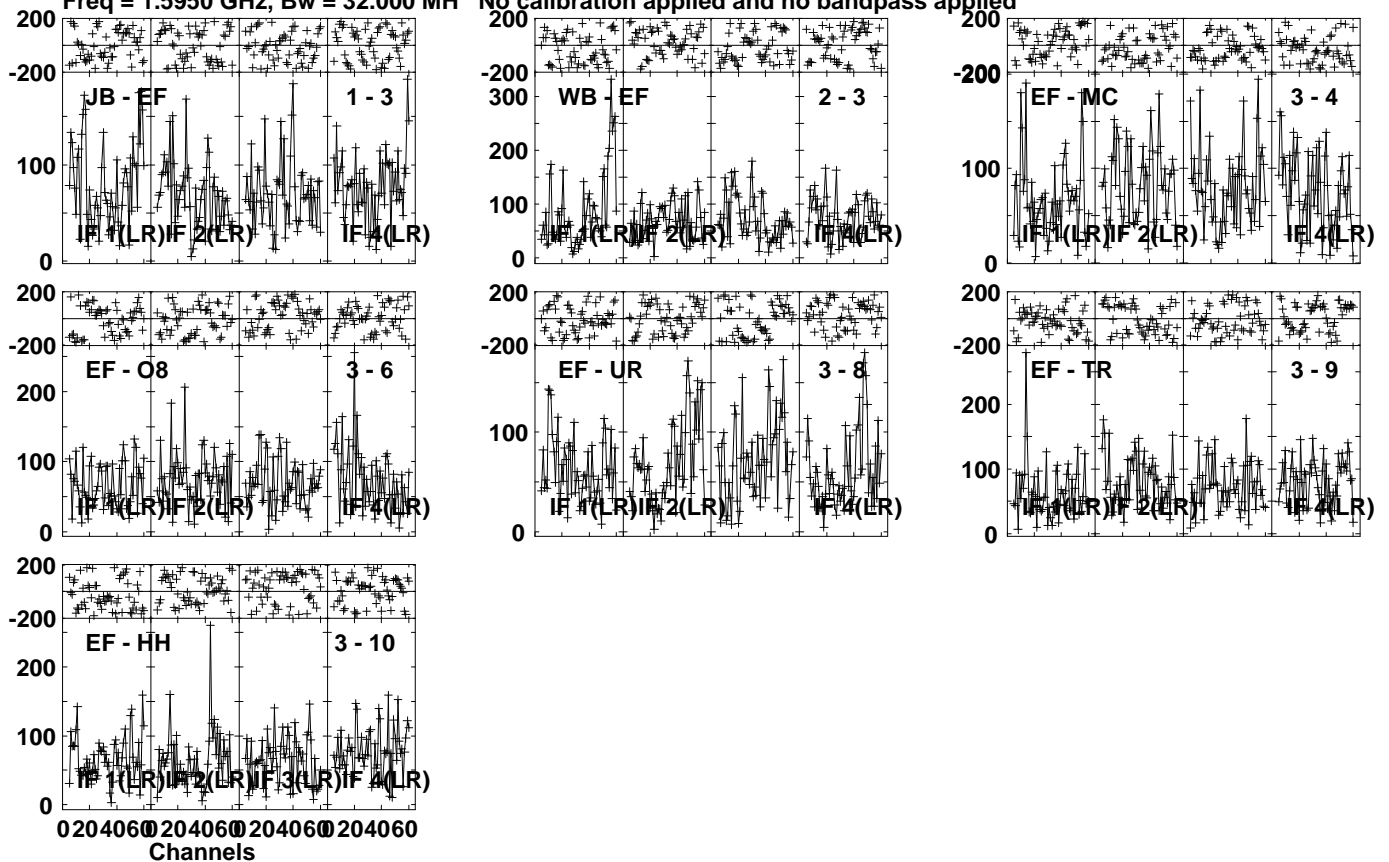 Freq = 1.5950 GHz, Bw = 32.000 MH   No calibration applied and no bandpass applied
200 200 200
-200 -200 -200
JB - EF 1 - 3 WB - EF 2 - 3 EF - MC 3 - 4
300 200
200
100 100 100
IF 1(LR) IF 2(LR) IF 4(LR) IF 1(LR) IF 2(LR) IF 4(LR) IF 1(LR) IF 2(LR) IF 4(LR)
0 0 0
200 200 200
-200 -200 -200
EF - O8 3 - 6 EF - UR 3 - 8 EF - TR 3 - 9
200 200
100 100 100
IF 1(LR) IF 2(LR) IF 4(LR) IF 1(LR) IF 2(LR) IF 4(LR) IF 1(LR) IF 2(LR) IF 4(LR)
0 0 0
200
-200
EF - HH 3 - 10
200
100
IF 1(LR) IF 2(LR) IF 3(LR) IF 4(LR)
0
0 20 40 60 0 20 40 60 0 20 40 60 0 20 40 60
Channels